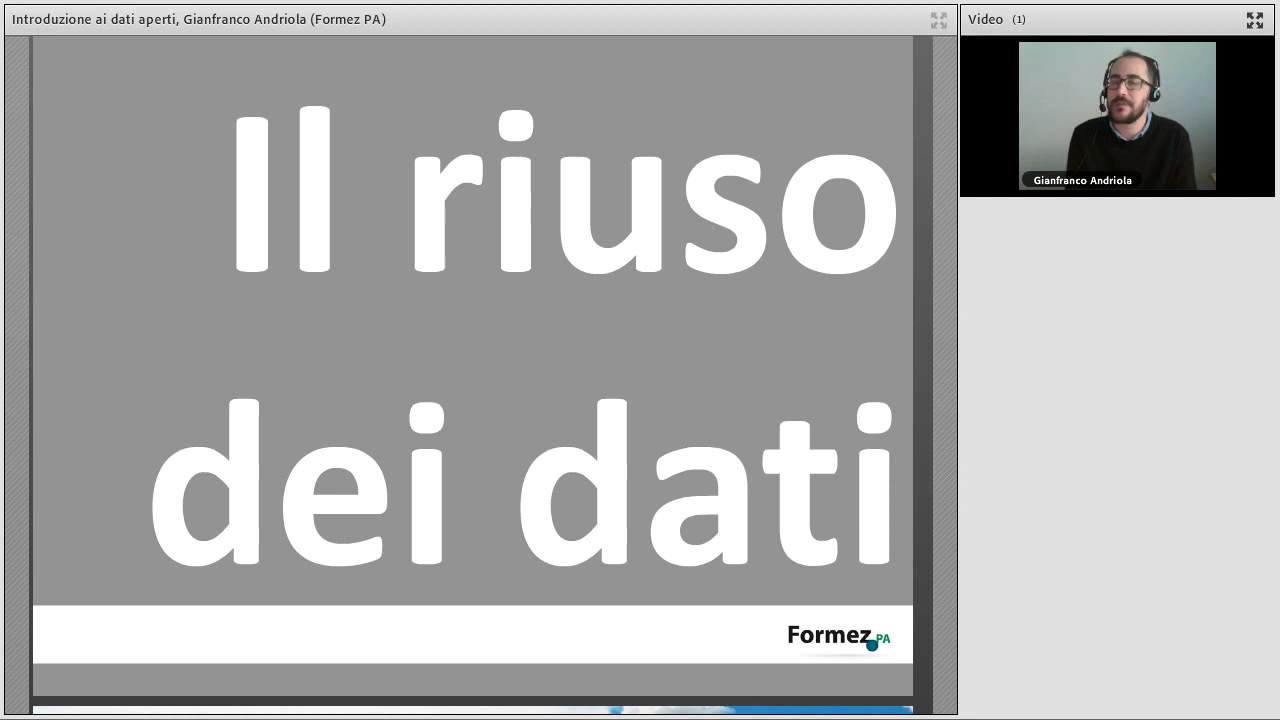 Introduzione ai dati aperti, Gianfranco Andriola (Formez PA)
Video (1)
Gianfranco Andriola
Il riuso
dei dati
Formez PA